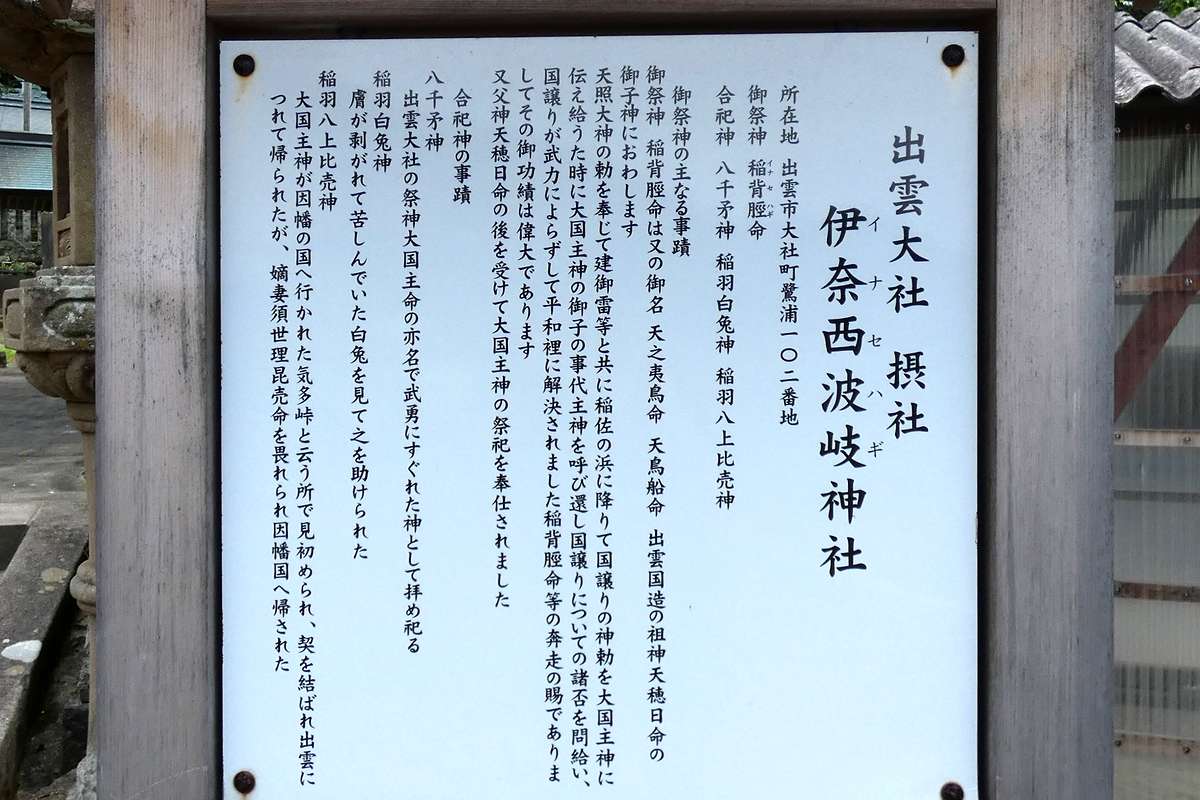 出雲大社 摂社
伊奈西波岐神社
イナセハギ
所在地 出雲市大社町鷺浦一〇二番地
御祭神 稲背脛命
イナセハギ
合祀神 八千矛神 稲羽白兔神 稲羽八上比売神
御祭神の主なる事蹟
御祭神 稲背脛命は又の御名 天之夷鳥命 天鳥船命 出雲国造の祖神天穂日命の
御子神におわします
天照大神の勅を奉じて建御雷等と共に稲佐の浜に降りて国譲りの神勅を大国主神に
伝え給うた時に大国主神の御子の事代主神を呼び還し国譲りについての諸否を問給い、
国譲りが武力によらずして平和裡に解決されました稲背脛命等の奔走の賜でありま
してその御功績は偉大であります
又父神天穂日命の後を受けて大国主神の祭祀を奉仕されました
合祀神の事蹟
八千矛神
出雲大社の祭神大国主命の亦名で武勇にすぐれた神として拝め祀る
稲羽白兔神
膚が剥がれて苦しんでいた白兔を見て之を助けられた
稲羽八上比売神
大国主神が因幡の国へ行かれた気多峠と云う所で見初められ、契を結ばれ出雲に
つれて帰られたが、嫡妻須世理昆売命を畏れられ因幡国へ帰された